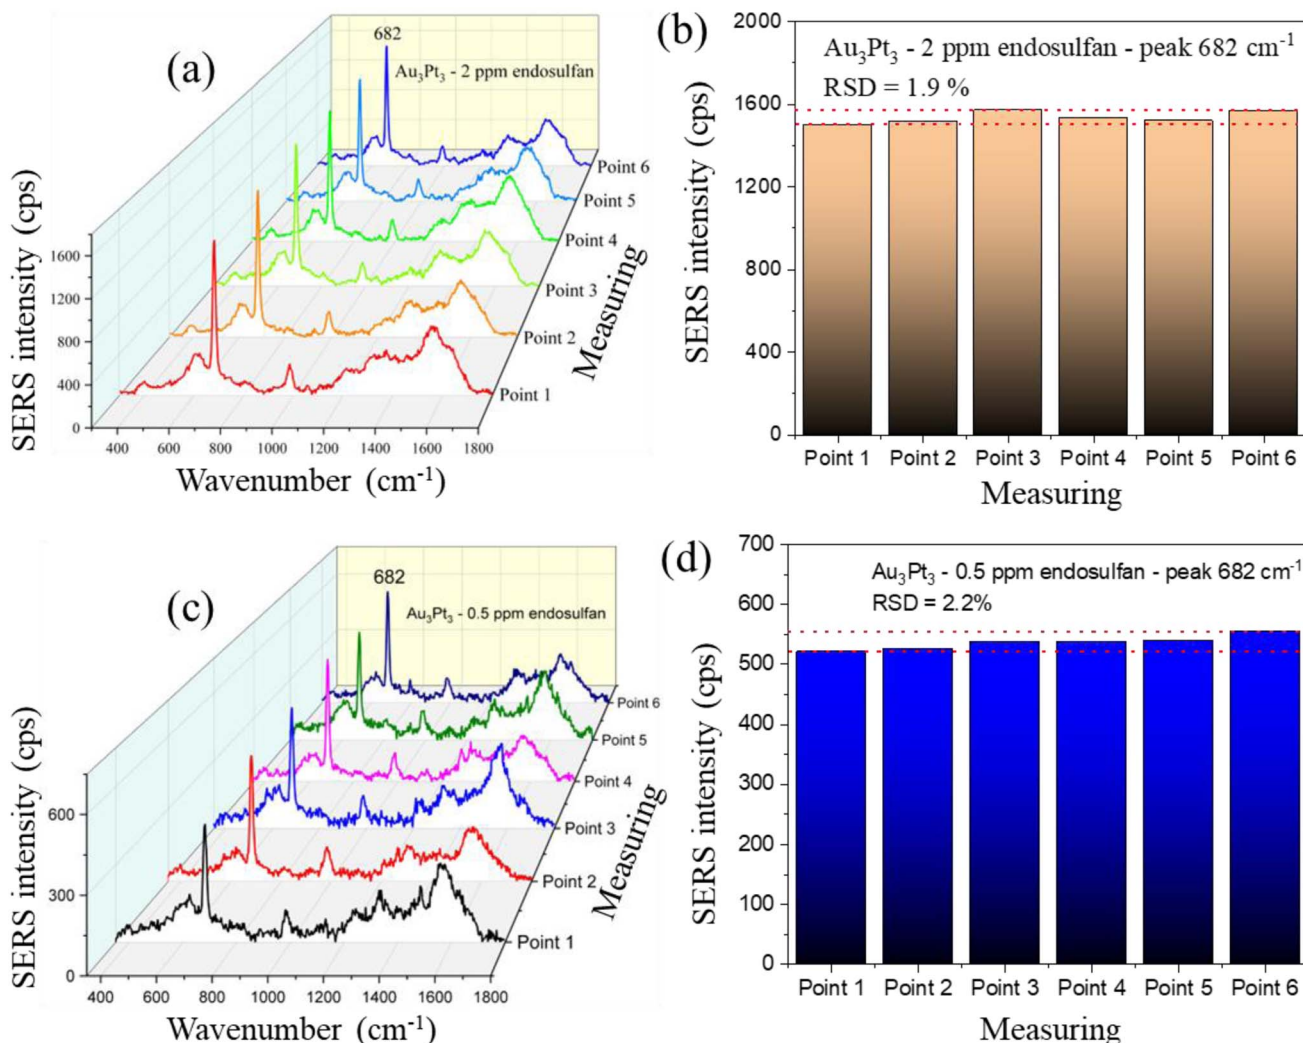 (a)
682
Au₃Pt₃ - 2 ppm endosulfan
SERS intensity (cps)
1600
1200
800
400
0
400 600 800 1000 1200 1400 1600 1800
Wavenumber (cm⁻¹)
Point 1
Point 2
Point 3
Point 4
Point 5
Point 6
Measuring
(b)
Au₃Pt₃ - 2 ppm endosulfan - peak 682 cm⁻¹
RSD = 1.9 %
SERS intensity (cps)
2000
1600
1200
800
400
0
Point 1 Point 2 Point 3 Point 4 Point 5 Point 6
Measuring
(c)
682
Au₃Pt₃ - 0.5 ppm endosulfan
SERS intensity (cps)
600
300
0
400 600 800 1000 1200 1400 1600 1800
Wavenumber (cm⁻¹)
Point 1
Point 2
Point 3
Point 4
Point 5
Point 6
Measuring
(d)
Au₃Pt₃ - 0.5 ppm endosulfan - peak 682 cm⁻¹
RSD = 2.2%
SERS intensity (cps)
700
600
500
400
300
200
100
0
Point 1 Point 2 Point 3 Point 4 Point 5 Point 6
Measuring